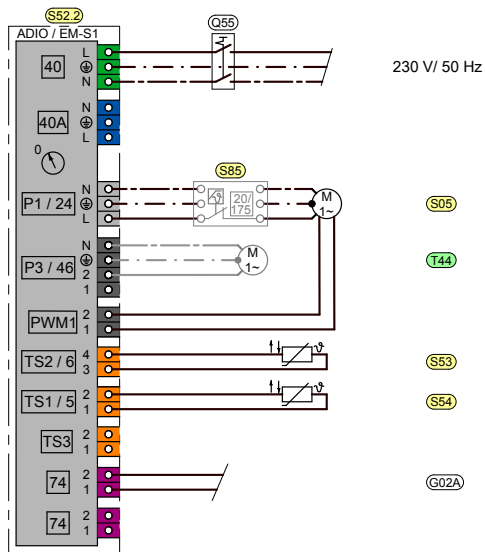 S52.2
ADIO / EM-S1
Q55
40 L N 230 V/ 50 Hz
40A N L
0
S85
P1 / 24 N L 20/ 175 ϑ M 1~ S05
P3 / 46 N 2 1 M 1~ T44
PWM1 2 1
TS2 / 6 4 3 ϑ S53
TS1 / 5 2 1 ϑ S54
TS3 2 1
74 2 1 G02A
74 2 1